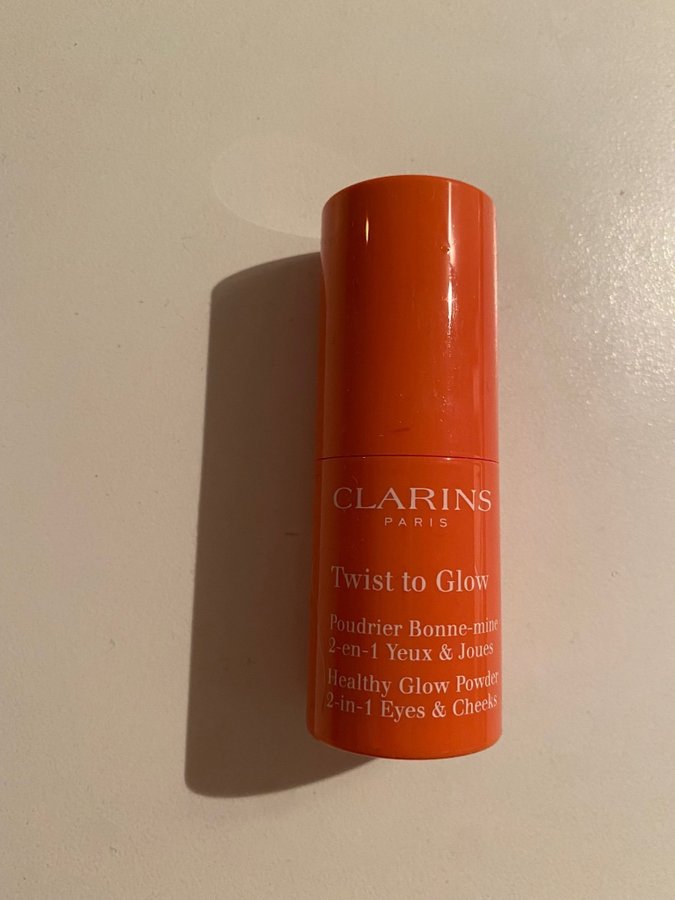 CLARINS
PARIS
Twist to Glow
Poudrier Bonne-mine
2-en-1 Yeux & Joues
Healthy Glow Powder
2-in-1 Eyes & Cheeks